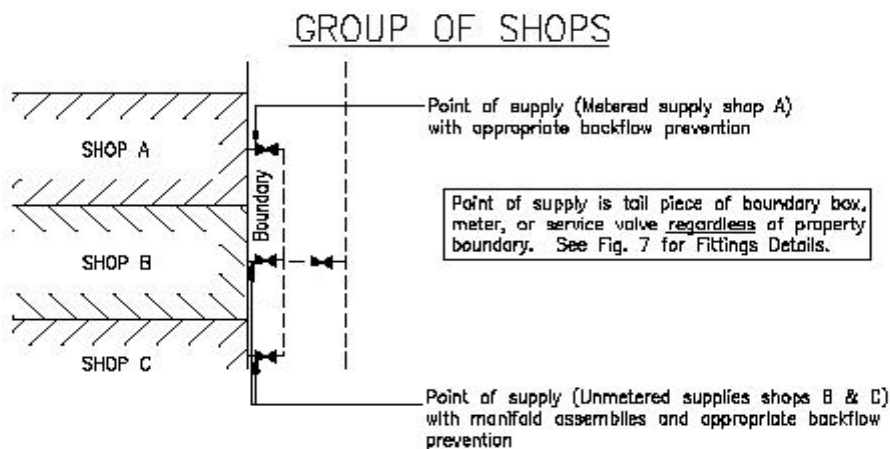 GROUP OF SHOPS
Point of supply (Metered supply shop A)
with appropriate backflow prevention
SHOP A
Boundary
Point of supply is tail piece of boundary box,
meter, or service valve regardless of property
boundary. See Fig. 7 for Fittings Details.
SHOP B
SHOP C
Point of supply (Unmetered supplies shops B & C)
with manifold assemblies and appropriate backflow
prevention